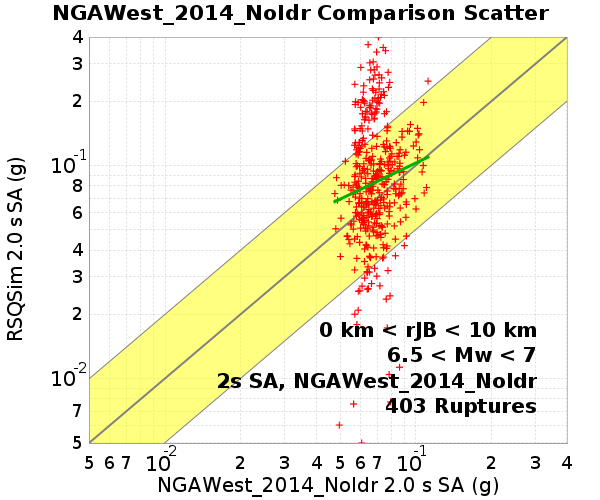 NGAWest_2014_NoIdr Comparison Scatter
RSQSim 2.0 s SA (g)
4
3
2
10^-1
8
6
4
3
2
10^-2
7
5
0 km < rJB < 10 km
6.5 < Mw < 7
2s SA, NGAWest_2014_NoIdr
403 Ruptures
5 6 7 10^-2 2 3 4 5 6 7 10^-1 2 3 4
NGAWest_2014_NoIdr 2.0 s SA (g)